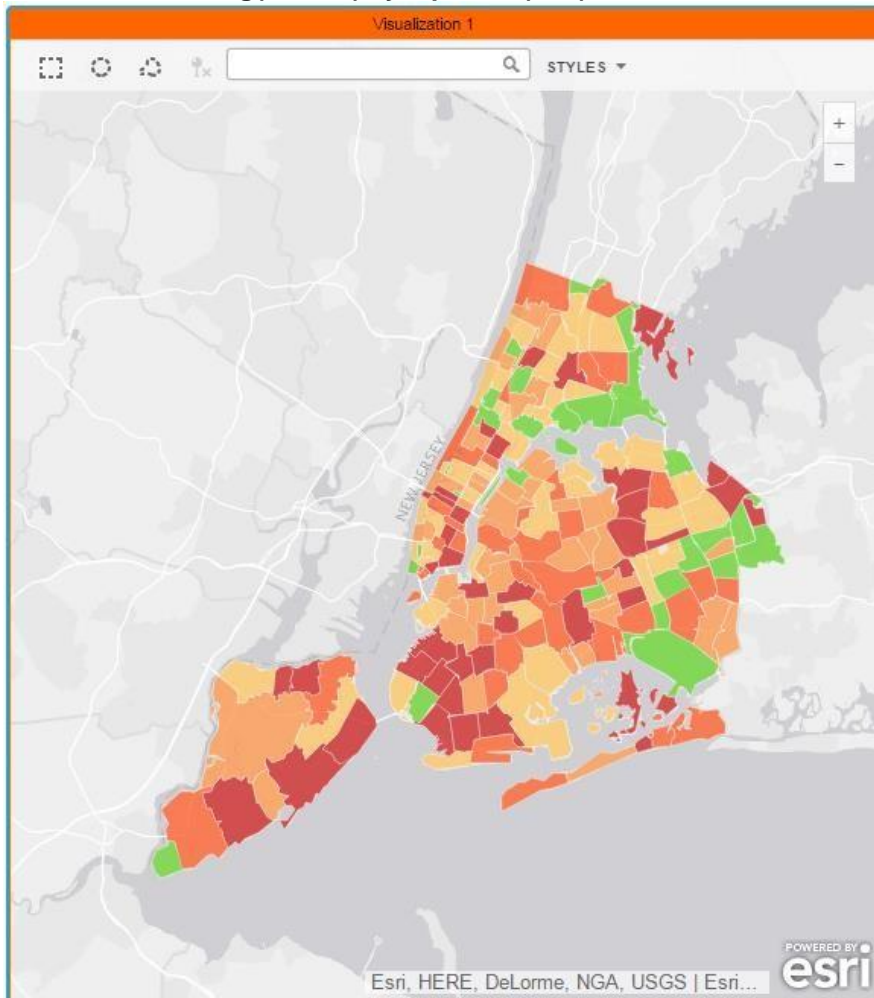 Visualization 1
STYLES
+
−
NEW JERSEY
Esri, HERE, DeLorme, NGA, USGS | Esri...
POWERED BY
esri